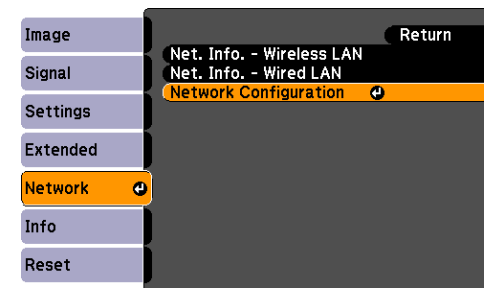 Image
Signal
Settings
Extended
Network
Info
Reset
Return
Net. Info. - Wireless LAN
Net. Info. - Wired LAN
Network Configuration